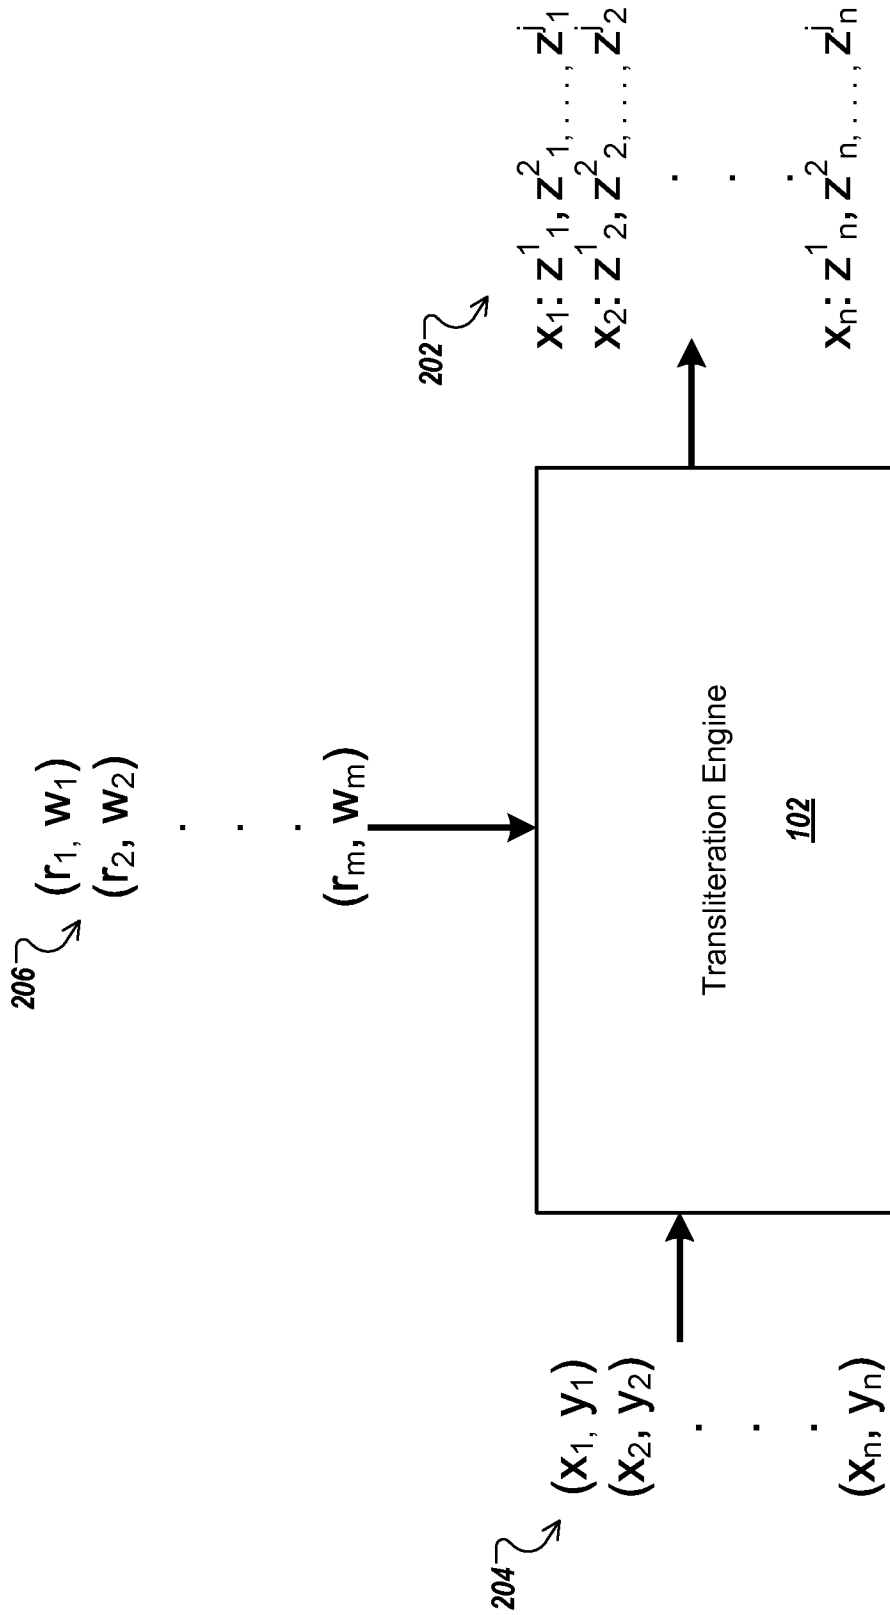 206
(r₁, w₁)
(r₂, w₂)
.
.
.
(rₘ, wₘ)
204
(x₁, y₁)
(x₂, y₂)
.
.
.
(xₙ, yₙ)
Transliteration Engine
102
202
x₁: z¹₁, z²₁, . . . , zʲ₁
x₂: z¹₂, z²₂, . . . , zʲ₂
.
.
.
xₙ: z¹ₙ, z²ₙ, . . . , zʲₙ